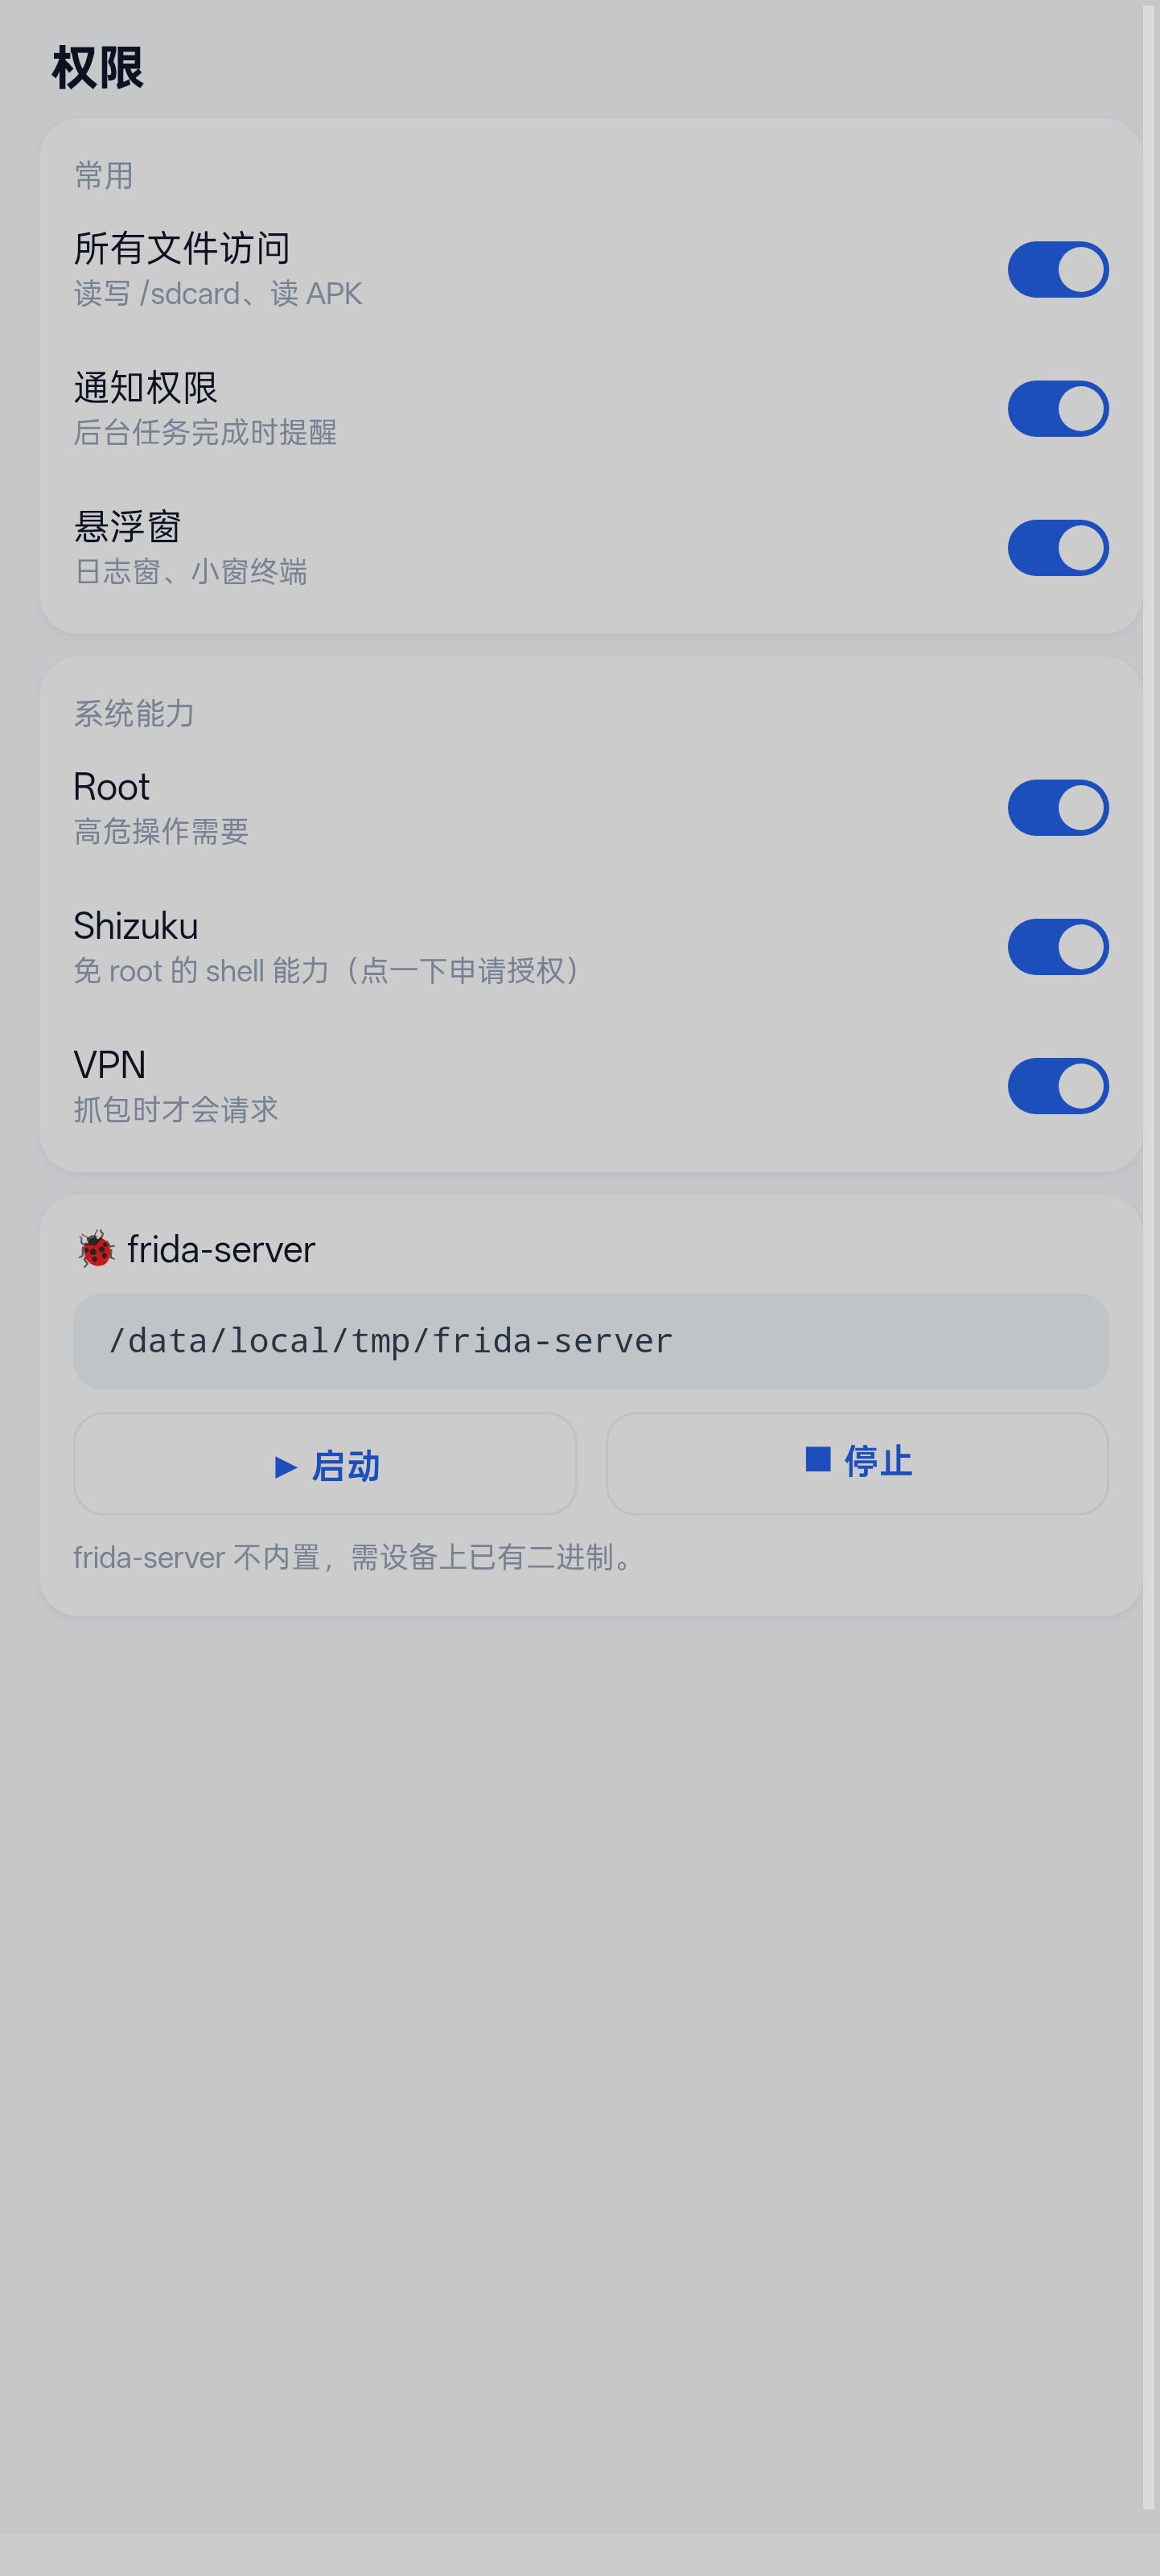 权限
常用
所有文件访问
读写 /sdcard、读 APK
通知权限
后台任务完成时提醒
悬浮窗
日志窗、小窗终端
系统能力
Root
高危操作需要
Shizuku
免 root 的 shell 能力（点一下申请授权）
VPN
抓包时才会请求
🐞 frida-server
/data/local/tmp/frida-server
▶ 启动
■ 停止
frida-server 不内置，需设备上已有二进制。